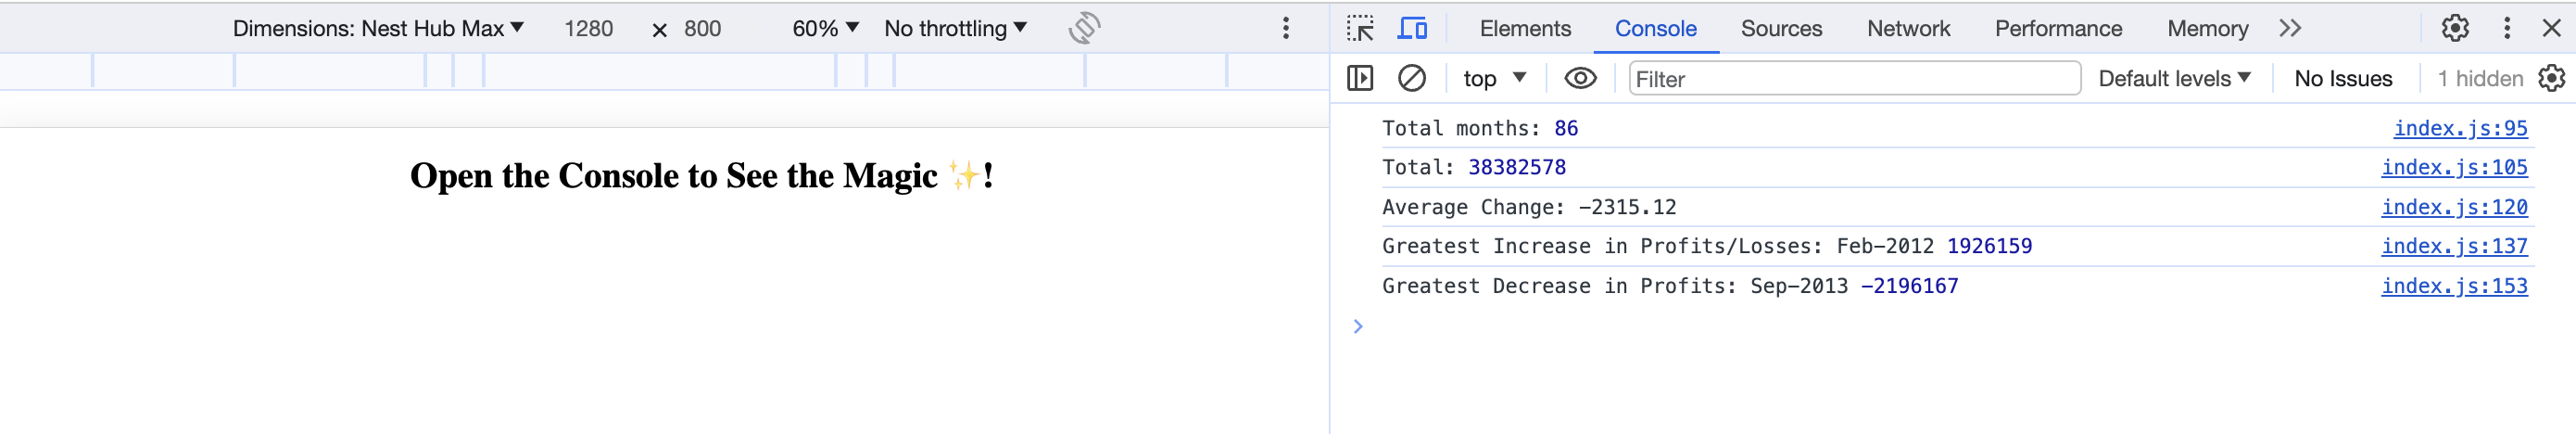 Dimensions: Nest Hub Max ▼ 1280 × 800 60% ▼ No throttling ▼
Elements Console Sources Network Performance Memory
top ▼ Filter Default levels ▼ No Issues 1 hidden
Open the Console to See the Magic ✨!
Total months: 86 index.js:95
Total: 38382578 index.js:105
Average Change: -2315.12 index.js:120
Greatest Increase in Profits/Losses: Feb-2012 1926159 index.js:137
Greatest Decrease in Profits: Sep-2013 -2196167 index.js:153